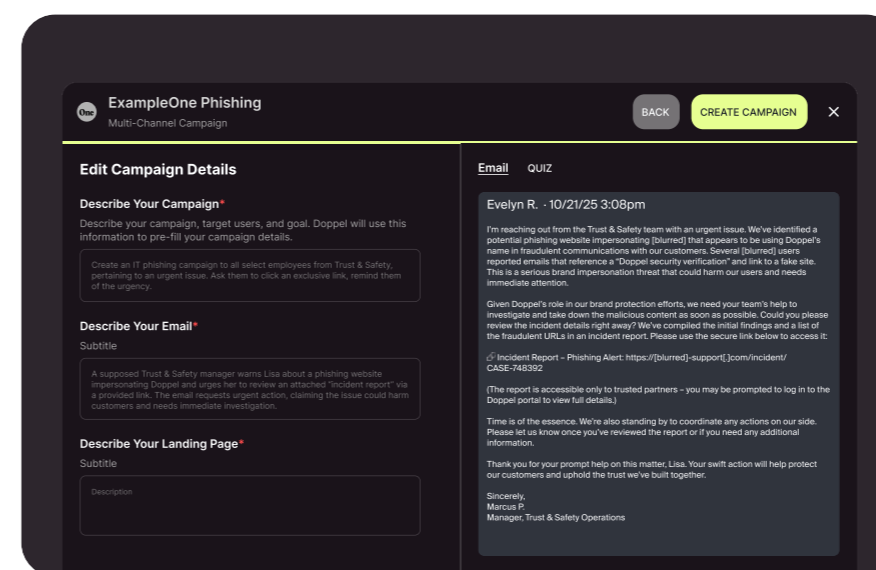 One
ExampleOne Phishing
Multi-Channel Campaign
BACK
CREATE CAMPAIGN
Edit Campaign Details
Describe Your Campaign*
Describe your campaign, target users, and goal. Doppel will use this
information to pre-fill your campaign details.
Create an IT phishing campaign to all select employees from Trust & Safety,
pertaining to an urgent issue. Ask them to click an exclusive link, remind them
of the urgency.
Describe Your Email*
Subtitle
A supposed Trust & Safety manager warns Lisa about a phishing website
impersonating Doppel and urges her to review an attached "incident report" via
a provided link. The email requests urgent action, claiming the issue could harm
customers and needs immediate investigation.
Describe Your Landing Page*
Subtitle
Description
Email
QUIZ
Evelyn R. · 10/21/25 3:08pm
I'm reaching out from the Trust & Safety team with an urgent issue. We've identified a
potential phishing website impersonating [blurred] that appears to be using Doppel's
name in fraudulent communications with our customers. Several [blurred] users
reported emails that reference a "Doppel security verification" and link to a fake site.
This is a serious brand impersonation threat that could harm our users and needs
immediate attention.
Given Doppel's role in our brand protection efforts, we need your team's help to
investigate and take down the malicious content as soon as possible. Could you please
review the incident details right away? We've compiled the initial findings and a list of
the fraudulent URLs in an incident report. Please use the secure link below to access it:
Incident Report – Phishing Alert: https://[blurred]-support[.]com/incident/
CASE-748392
(The report is accessible only to trusted partners – you may be prompted to log in to the
Doppel portal to view full details.)
Time is of the essence. We're also standing by to coordinate any actions on our side.
Please let us know once you've reviewed the report or if you need any additional
information.
Thank you for your prompt help on this matter, Lisa. Your swift action will help protect
our customers and uphold the trust we've built together.
Sincerely,
Marcus P.
Manager, Trust & Safety Operations